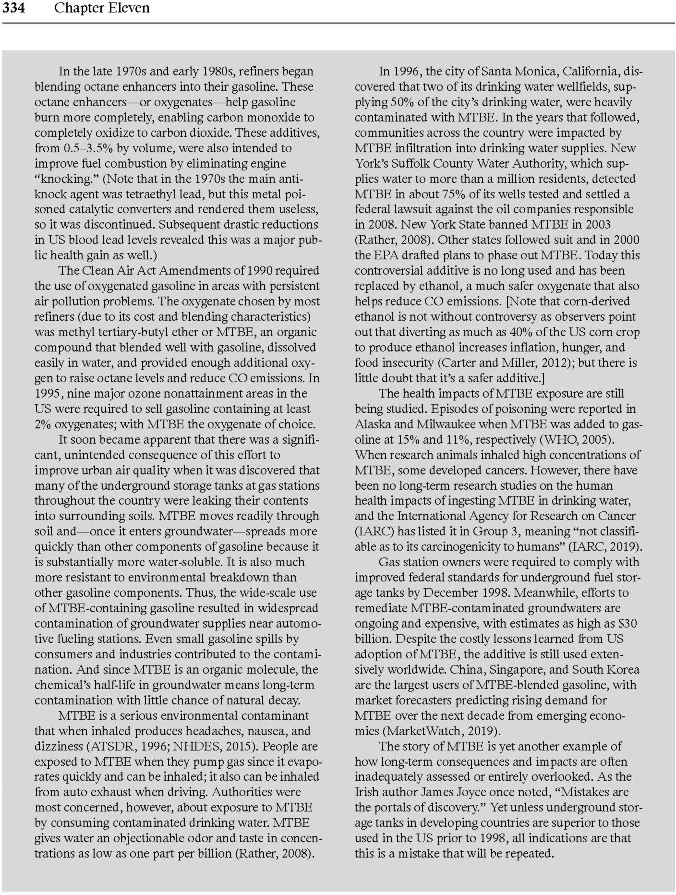 334 Chapter Eleven
In the late 1970s and early 1980s, refiners began
blending octane enhancers into their gasoline. These
octane enhancers—or oxygenates—help gasoline
burn more completely, enabling carbon monoxide to
completely oxidize to carbon dioxide. These additives,
from 0.5–3.5% by volume, were also intended to
improve fuel combustion by eliminating engine
“knocking.” (Note that in the 1970s the main anti-
knock agent was tetraethyl lead, but this metal poi-
soned catalytic converters and rendered them useless,
so it was discontinued. Subsequent drastic reductions
in US blood lead levels revealed this was a major pub-
lic health gain as well.)
The Clean Air Act Amendments of 1990 required
the use of oxygenated gasoline in areas with persistent
air pollution problems. The oxygenate chosen by most
refiners (due to its cost and blending characteristics)
was methyl tertiary-butyl ether or MTBE, an organic
compound that blended well with gasoline, dissolved
easily in water, and provided enough additional oxy-
gen to raise octane levels and reduce CO emissions. In
1995, nine major ozone nonattainment areas in the
US were required to sell gasoline containing at least
2% oxygenates; with MTBE the oxygenate of choice.
It soon became apparent that there was a signifi-
cant, unintended consequence of this effort to
improve urban air quality when it was discovered that
many of the underground storage tanks at gas stations
throughout the country were leaking their contents
into surrounding soils. MTBE moves readily through
soil and—once it enters groundwater—spreads more
quickly than other components of gasoline because it
is substantially more water-soluble. It is also much
more resistant to environmental breakdown than
other gasoline components. Thus, the wide-scale use
of MTBE-containing gasoline resulted in widespread
contamination of groundwater supplies near automo-
tive fueling stations. Even small gasoline spills by
consumers and industries contributed to the contami-
nation. And since MTBE is an organic molecule, the
chemical’s half-life in groundwater means long-term
contamination with little chance of natural decay.
MTBE is a serious environmental contaminant
that when inhaled produces headaches, nausea, and
dizziness (ATSDR, 1996; NHDES, 2015). People are
exposed to MTBE when they pump gas since it evapo-
rates quickly and can be inhaled; it also can be inhaled
from auto exhaust when driving. Authorities were
most concerned, however, about exposure to MTBE
by consuming contaminated drinking water. MTBE
gives water an objectionable odor and taste in concen-
trations as low as one part per billion (Rather, 2008).
In 1996, the city of Santa Monica, California, dis-
covered that two of its drinking water wellfields, sup-
plying 50% of the city’s drinking water, were heavily
contaminated with MTBE. In the years that followed,
communities across the country were impacted by
MTBE infiltration into drinking water supplies. New
York’s Suffolk County Water Authority, which sup-
plies water to more than a million residents, detected
MTBE in about 75% of its wells tested and settled a
federal lawsuit against the oil companies responsible
in 2008. New York State banned MTBE in 2003
(Rather, 2008). Other states followed suit and in 2000
the EPA drafted plans to phase out MTBE. Today this
controversial additive is no long used and has been
replaced by ethanol, a much safer oxygenate that also
helps reduce CO emissions. [Note that corn-derived
ethanol is not without controversy as observers point
out that diverting as much as 40% of the US corn crop
to produce ethanol increases inflation, hunger, and
food insecurity (Carter and Miller, 2012); but there is
little doubt that it’s a safer additive.]
The health impacts of MTBE exposure are still
being studied. Episodes of poisoning were reported in
Alaska and Milwaukee when MTBE was added to gas-
oline at 15% and 11%, respectively (WHO, 2005).
When research animals inhaled high concentrations of
MTBE, some developed cancers. However, there have
been no long-term research studies on the human
health impacts of ingesting MTBE in drinking water,
and the International Agency for Research on Cancer
(IARC) has listed it in Group 3, meaning “not classifi-
able as to its carcinogenicity to humans” (IARC, 2019).
Gas station owners were required to comply with
improved federal standards for underground fuel stor-
age tanks by December 1998. Meanwhile, efforts to
remediate MTBE-contaminated groundwaters are
ongoing and expensive, with estimates as high as $30
billion. Despite the costly lessons learned from US
adoption of MTBE, the additive is still used exten-
sively worldwide. China, Singapore, and South Korea
are the largest users of MTBE-blended gasoline, with
market forecasters predicting rising demand for
MTBE over the next decade from emerging econo-
mies (MarketWatch, 2019).
The story of MTBE is yet another example of
how long-term consequences and impacts are often
inadequately assessed or entirely overlooked. As the
Irish author James Joyce once noted, “Mistakes are
the portals of discovery.” Yet unless underground stor-
age tanks in developing countries are superior to those
used in the US prior to 1998, all indications are that
this is a mistake that will be repeated.